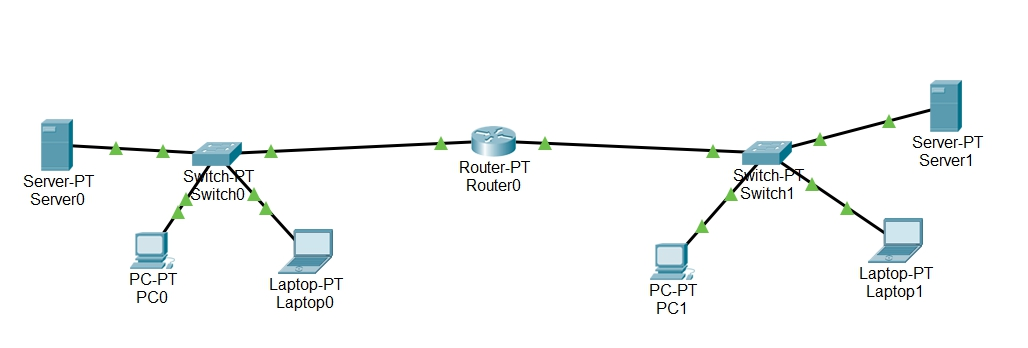 Server-PT
Server0
Switch-PT
Switch0
PC-PT
PC0
Laptop-PT
Laptop0
Router-PT
Router0
Switch-PT
Switch1
Server-PT
Server1
PC-PT
PC1
Laptop-PT
Laptop1